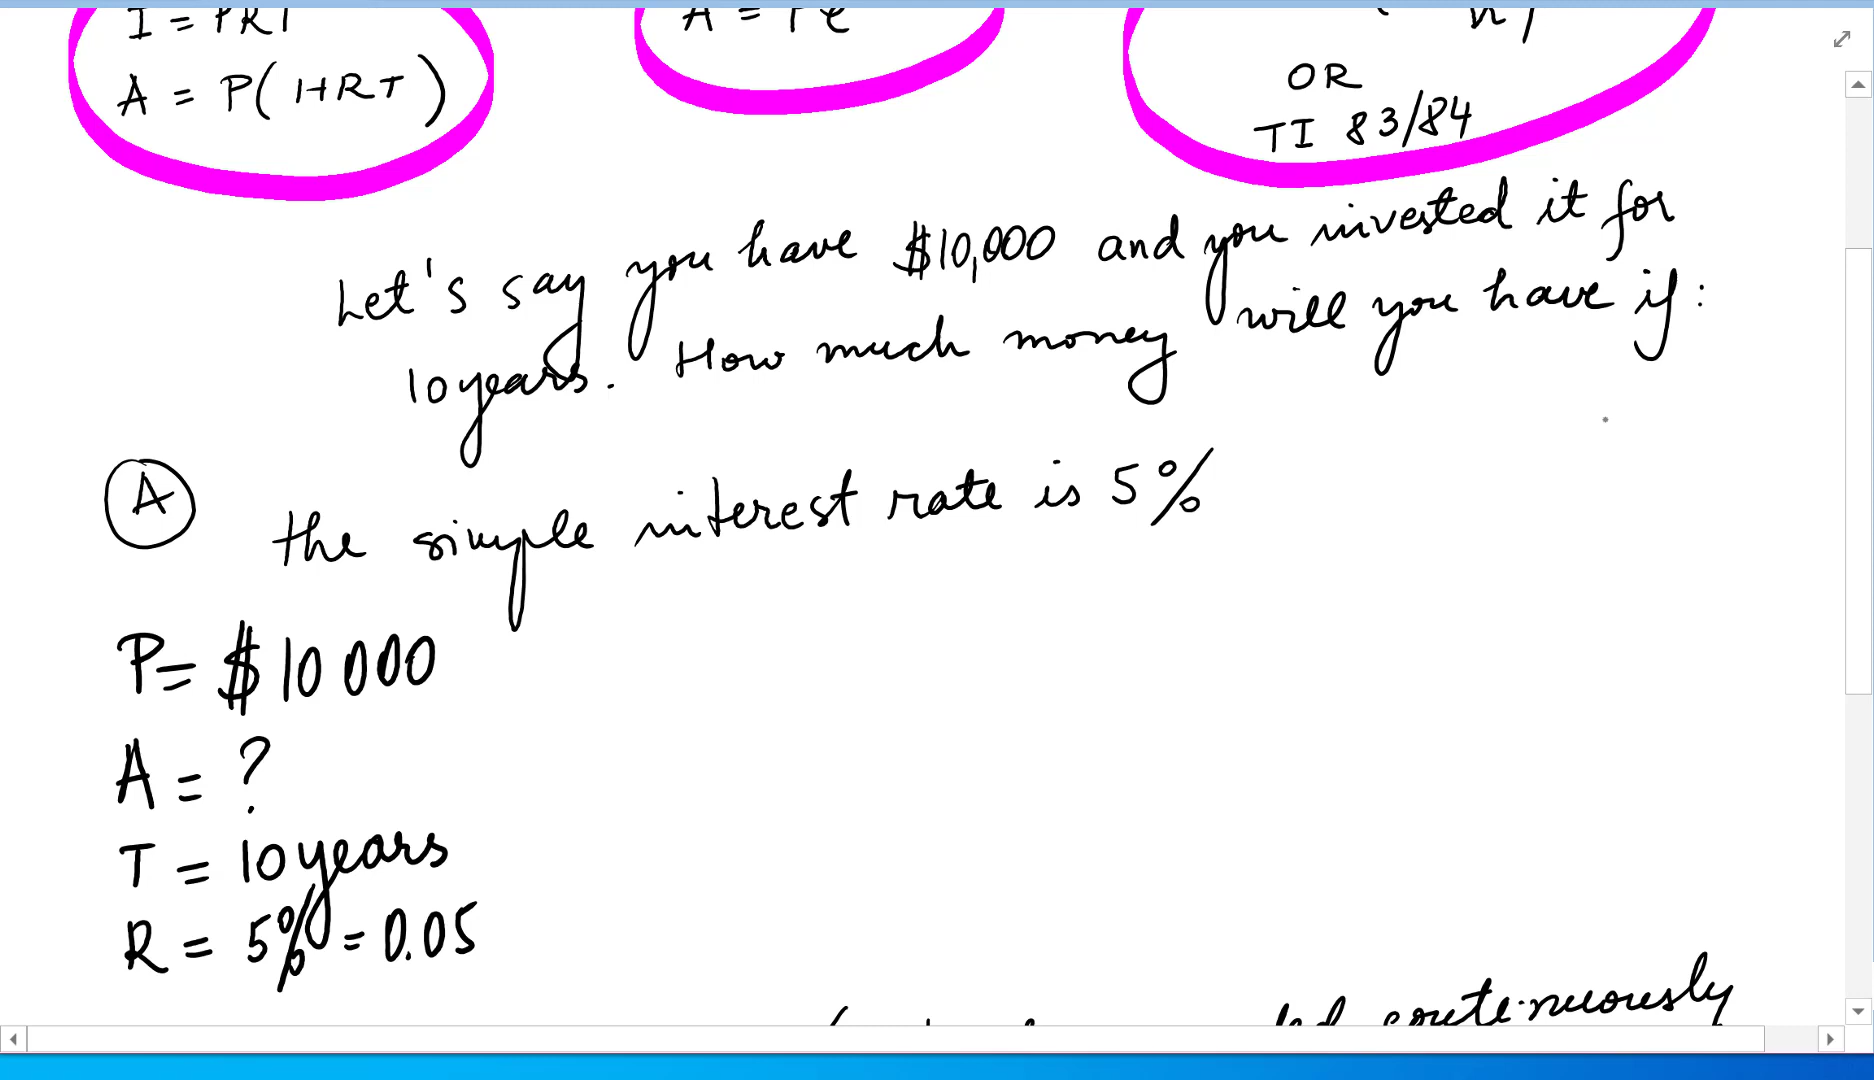 I = PRT
A = P(1+RT)
A = Pe
n)
OR
TI 83/84
Let's say you have $10,000 and you invested it for
10 years. How much money will you have if:
A the simple interest rate is 5%
P = $10 000
A = ?
T = 10 years
R = 5% = 0.05
continuously